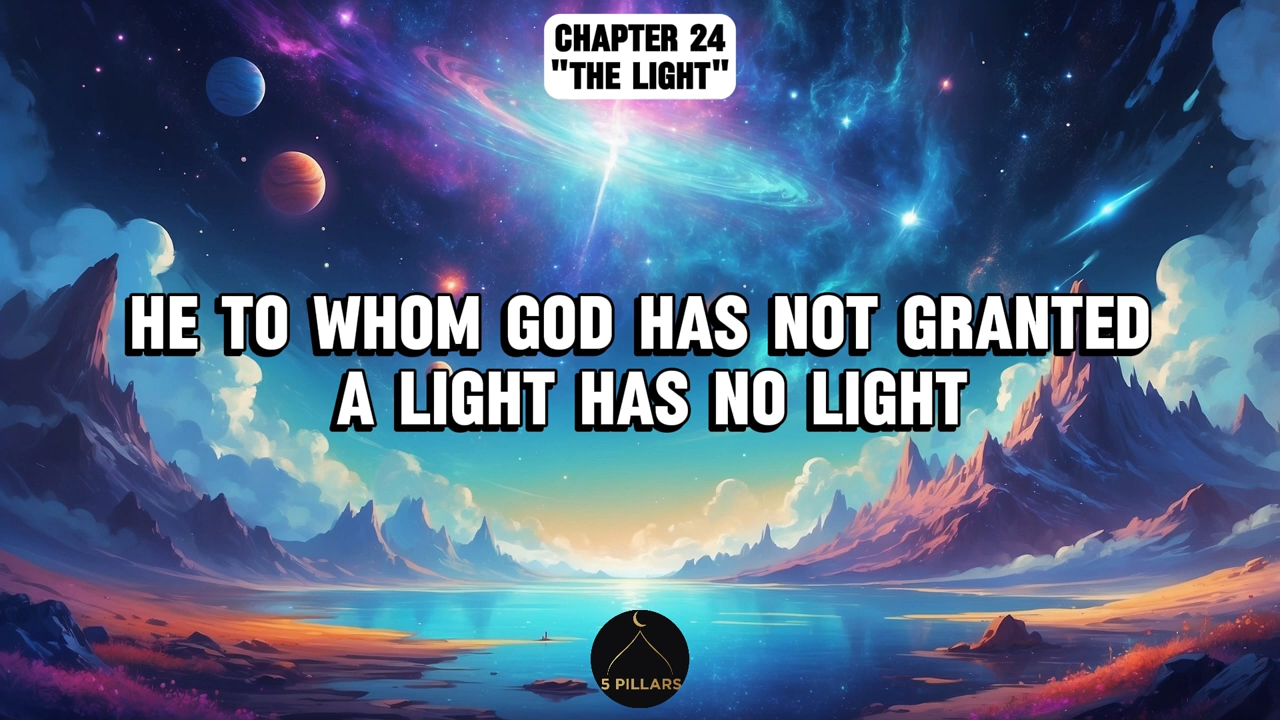 CHAPTER 24
"THE LIGHT"
HE TO WHOM GOD HAS NOT GRANTED
A LIGHT HAS NO LIGHT
5 PILLARS